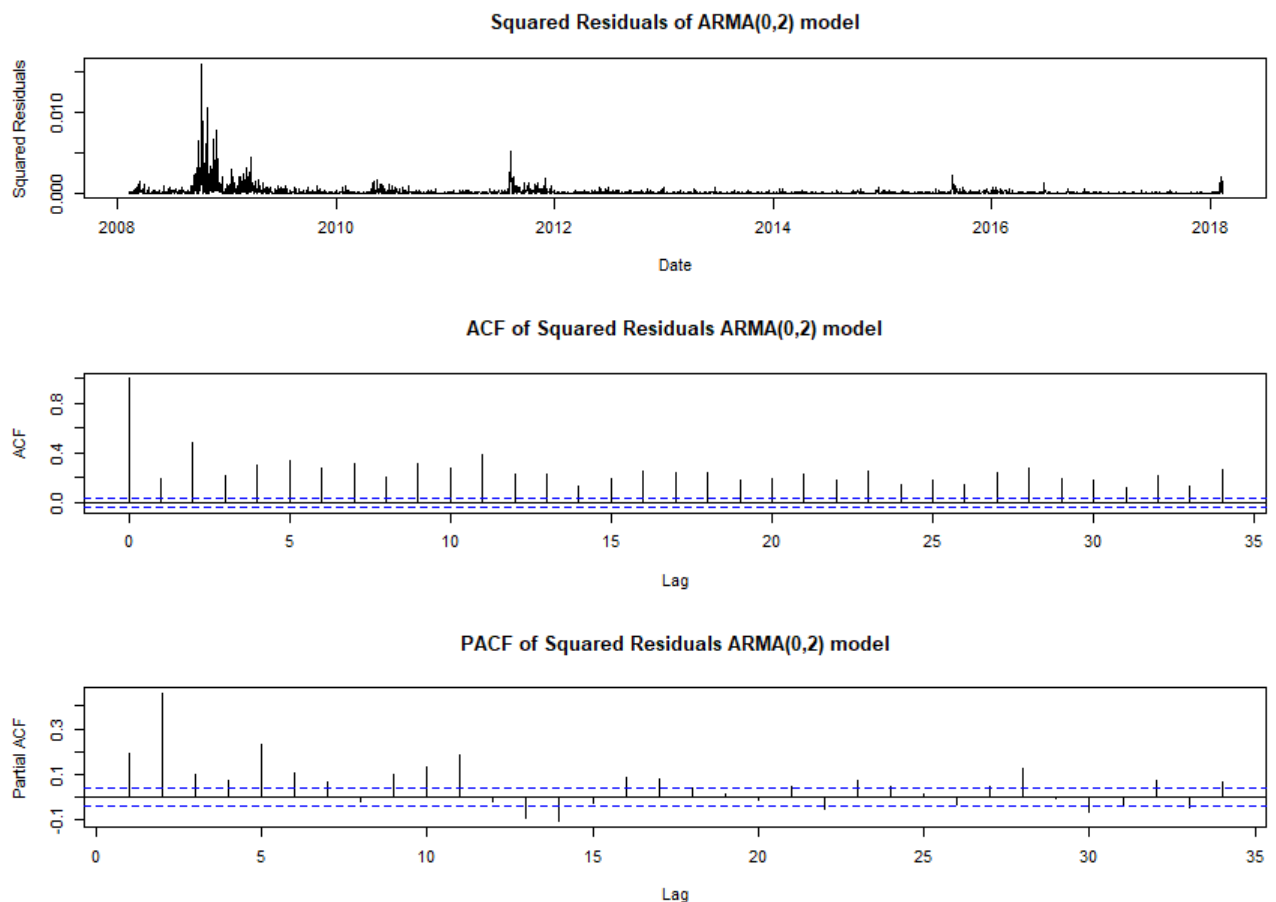 Squared Residuals of ARMA(0,2) model
Squared Residuals
0.010
0.000
2008 2010 2012 2014 2016 2018
Date
ACF of Squared Residuals ARMA(0,2) model
ACF
0.8
0.4
0.0
0 5 10 15 20 25 30 35
Lag
PACF of Squared Residuals ARMA(0,2) model
Partial ACF
0.3
0.1
-0.1
0 5 10 15 20 25 30 35
Lag